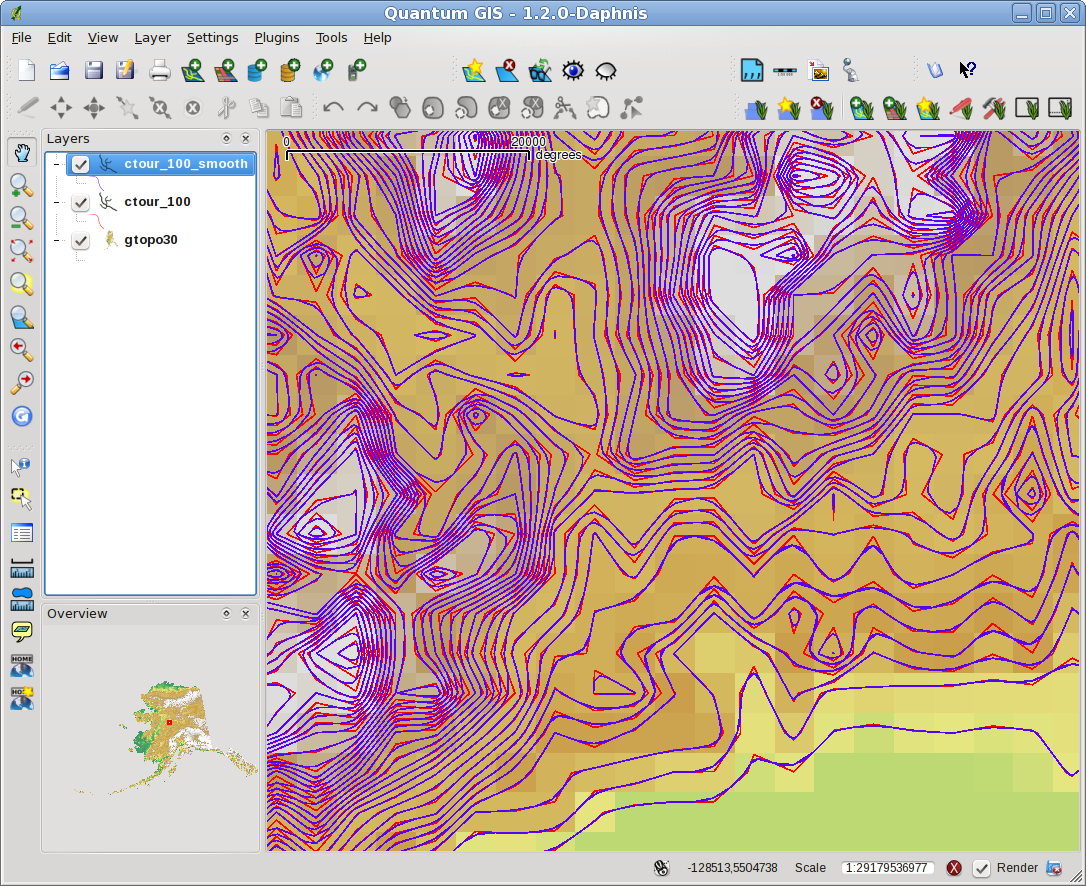 Quantum GIS - 1.2.0-Daphnis
File Edit View Layer Settings Plugins Tools Help
Layers
ctour_100_smooth
ctour_100
gtopo30
0 20000
degrees
Overview
HOME
-128513,5504738 Scale 1:29179536977 Render